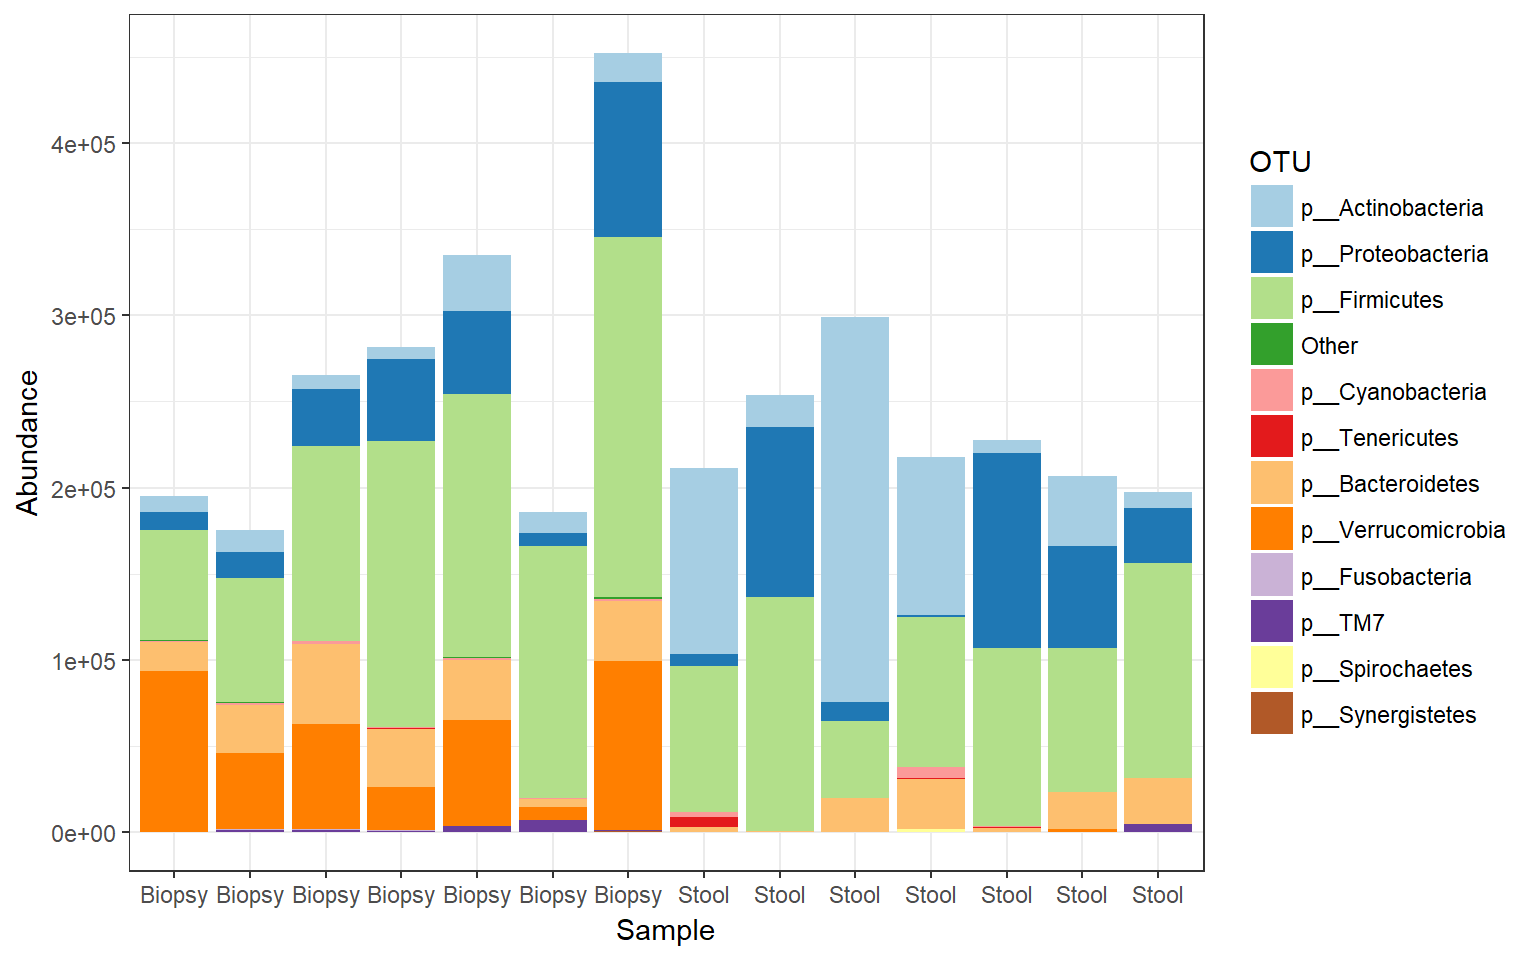 4e+05
3e+05
2e+05
1e+05
0e+00
Abundance
Biopsy Biopsy Biopsy Biopsy Biopsy Biopsy Biopsy Stool Stool Stool Stool Stool Stool Stool
Sample
OTU
p__Actinobacteria
p__Proteobacteria
p__Firmicutes
Other
p__Cyanobacteria
p__Tenericutes
p__Bacteroidetes
p__Verrucomicrobia
p__Fusobacteria
p__TM7
p__Spirochaetes
p__Synergistetes